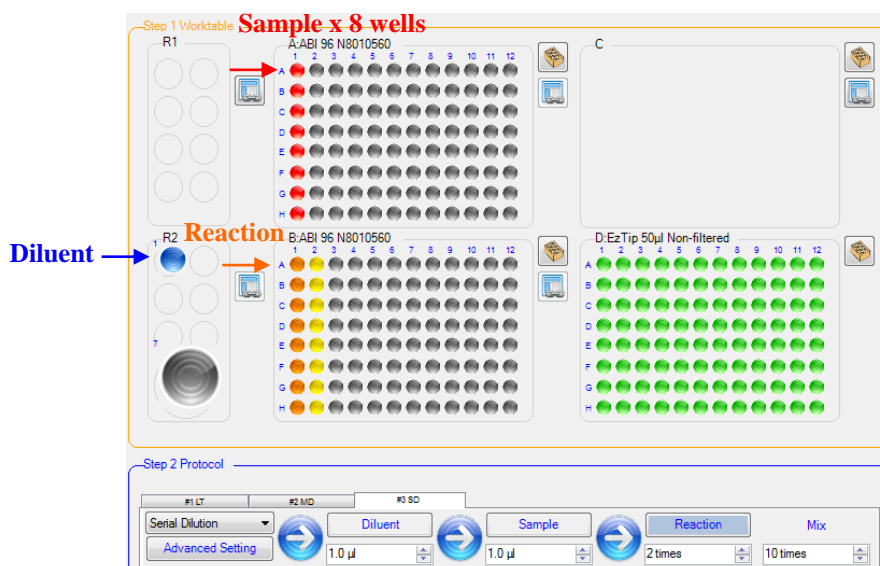 Sample x 8 wells
Step 1 Worktable
R1
A:ABI 96 N8010560
C
1 2 3 4 5 6 7 8 9 10 11 12
A
B
C
D
E
F
G
H
Diluent
1
R2
7
Reaction
B:ABI 96 N8010560
1 2 3 4 5 6 7 8 9 10 11 12
A
B
C
D
E
F
G
H
D:EzTip 50µl Non-filtered
1 2 3 4 5 6 7 8 9 10 11 12
A
B
C
D
E
F
G
H
Step 2 Protocol
#1 LT #2 MD #3 SD
Serial Dilution Diluent Sample Reaction Mix
Advanced Setting 1.0 µl 1.0 µl 2 times 10 times